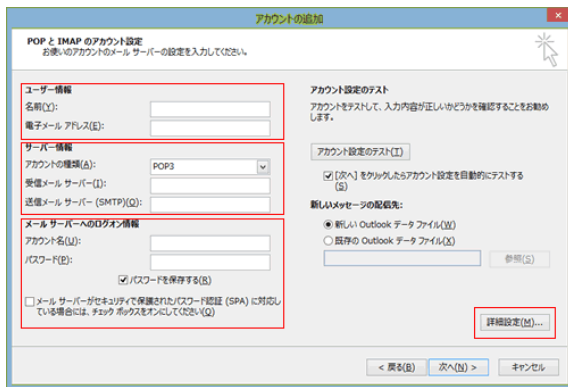 アカウントの追加
POP と IMAP のアカウント設定
お使いのアカウントのメール サーバーの設定を入力してください。
ユーザー情報
名前(Y):
電子メール アドレス(E):
サーバー情報
アカウントの種類(A):
POP3
受信メール サーバー(I):
送信メール サーバー (SMTP)(O):
メール サーバーへのログオン情報
アカウント名(U):
パスワード(P):
パスワードを保存する(R)
メール サーバーがセキュリティで保護されたパスワード認証 (SPA) に対応し
ている場合には、チェック ボックスをオンにしてください(Q)
アカウント設定のテスト
アカウントをテストして、入力内容が正しいかどうかを確認することをお勧め
します。
アカウント設定のテスト(T)
[次へ] をクリックしたらアカウント設定を自動的にテストする
(S)
新しいメッセージの配信先:
新しい Outlook データ ファイル(W)
既存の Outlook データ ファイル(X)
参照(S)
詳細設定(M)...
< 戻る(B)
次へ(N) >
キャンセル